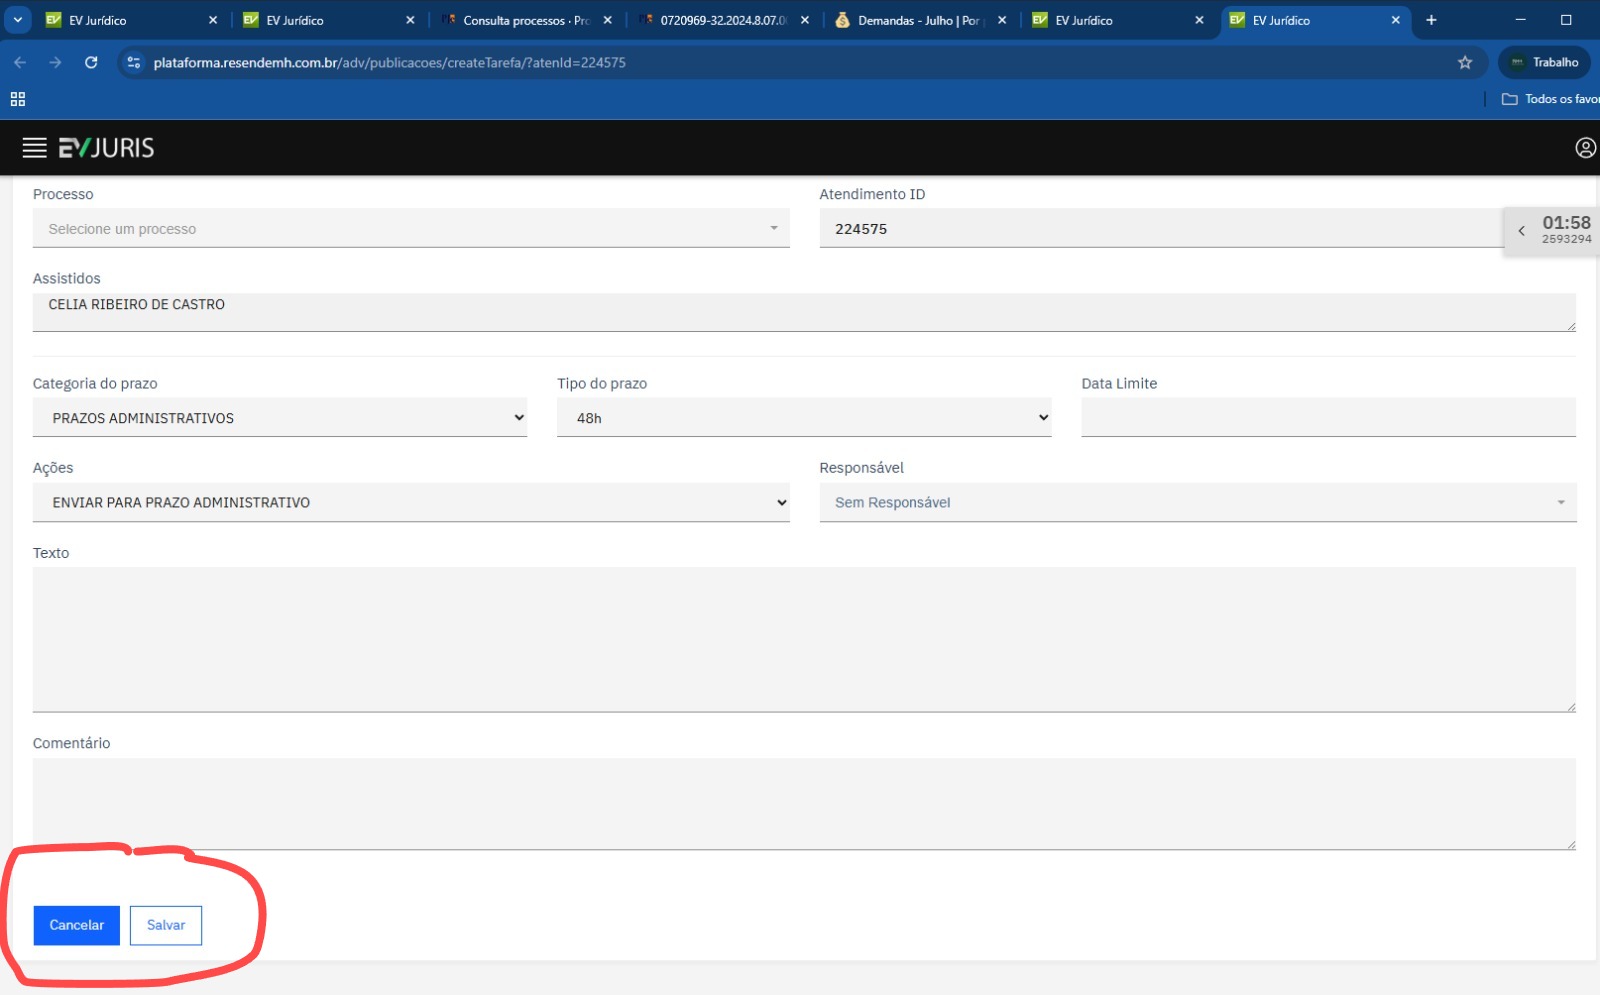 EV Jurídico
EV Jurídico
Consulta processos · Pro
0720969-32.2024.8.07.00
Demandas - Julho | Por
EV Jurídico
EV Jurídico
plataforma.resendemh.com.br/adv/publicacoes/createTarefa/?atenId=224575
Trabalho
Todos os favor
EVJURIS
Processo
Atendimento ID
Selecione um processo
224575
01:58
2593294
Assistidos
CELIA RIBEIRO DE CASTRO
Categoria do prazo
Tipo do prazo
Data Limite
PRAZOS ADMINISTRATIVOS
48h
Ações
Responsável
ENVIAR PARA PRAZO ADMINISTRATIVO
Sem Responsável
Texto
Comentário
Cancelar
Salvar